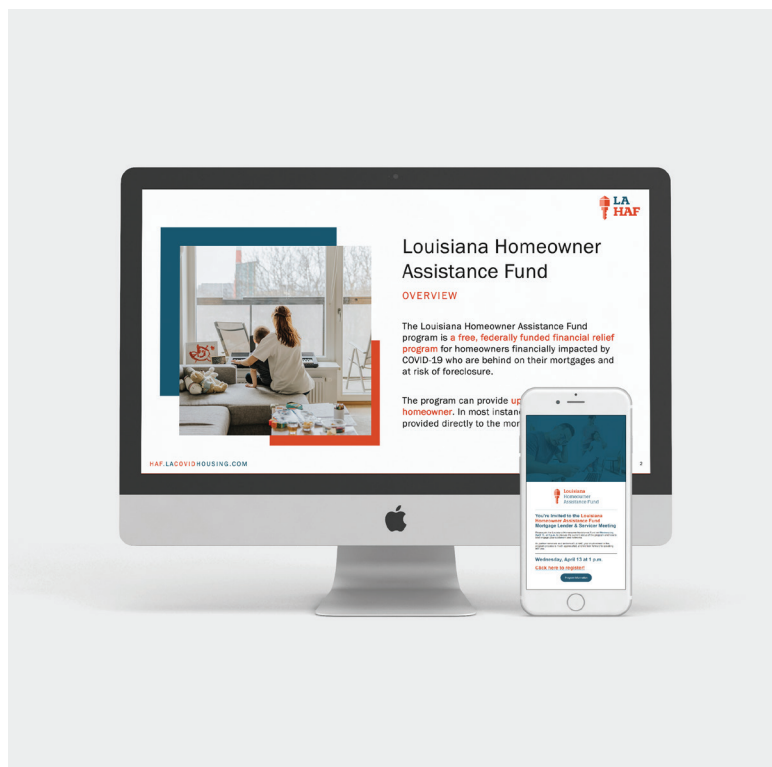 LA
HAF
Louisiana Homeowner
Assistance Fund
OVERVIEW
The Louisiana Homeowner Assistance Fund
program is a free, federally funded financial relief
program for homeowners financially impacted by
COVID-19 who are behind on their mortgages and
at risk of foreclosure.
The program can provide up
homeowner. In most instan
provided directly to the mor
HAF.LACOVIDHOUSING.COM
2
Louisiana
Homeowner
Assistance Fund
You're Invited to the Louisiana
Homeowner Assistance Fund
Mortgage Lender & Servicer Meeting
Wednesday, April 13 at 1 p.m.
Click here to register!